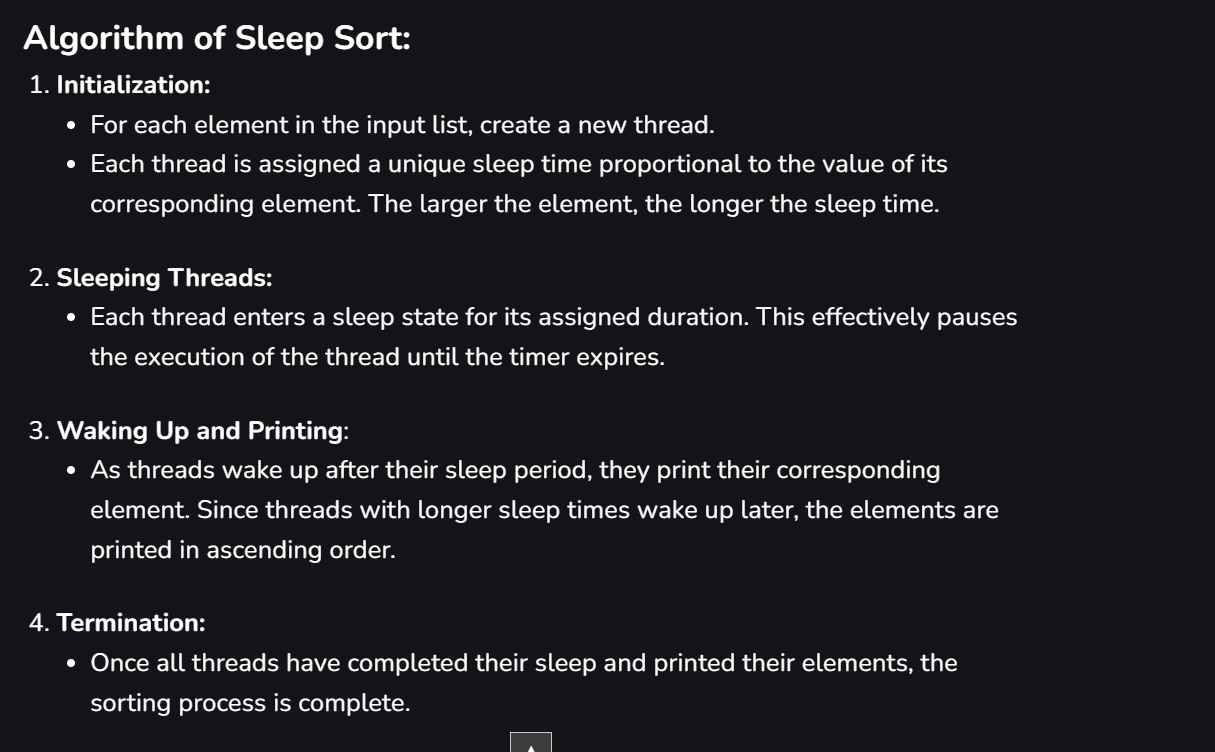 Algorithm of Sleep Sort:
1. Initialization:
• For each element in the input list, create a new thread.
• Each thread is assigned a unique sleep time proportional to the value of its
corresponding element. The larger the element, the longer the sleep time.
2. Sleeping Threads:
• Each thread enters a sleep state for its assigned duration. This effectively pauses
the execution of the thread until the timer expires.
3. Waking Up and Printing:
• As threads wake up after their sleep period, they print their corresponding
element. Since threads with longer sleep times wake up later, the elements are
printed in ascending order.
4. Termination:
• Once all threads have completed their sleep and printed their elements, the
sorting process is complete.